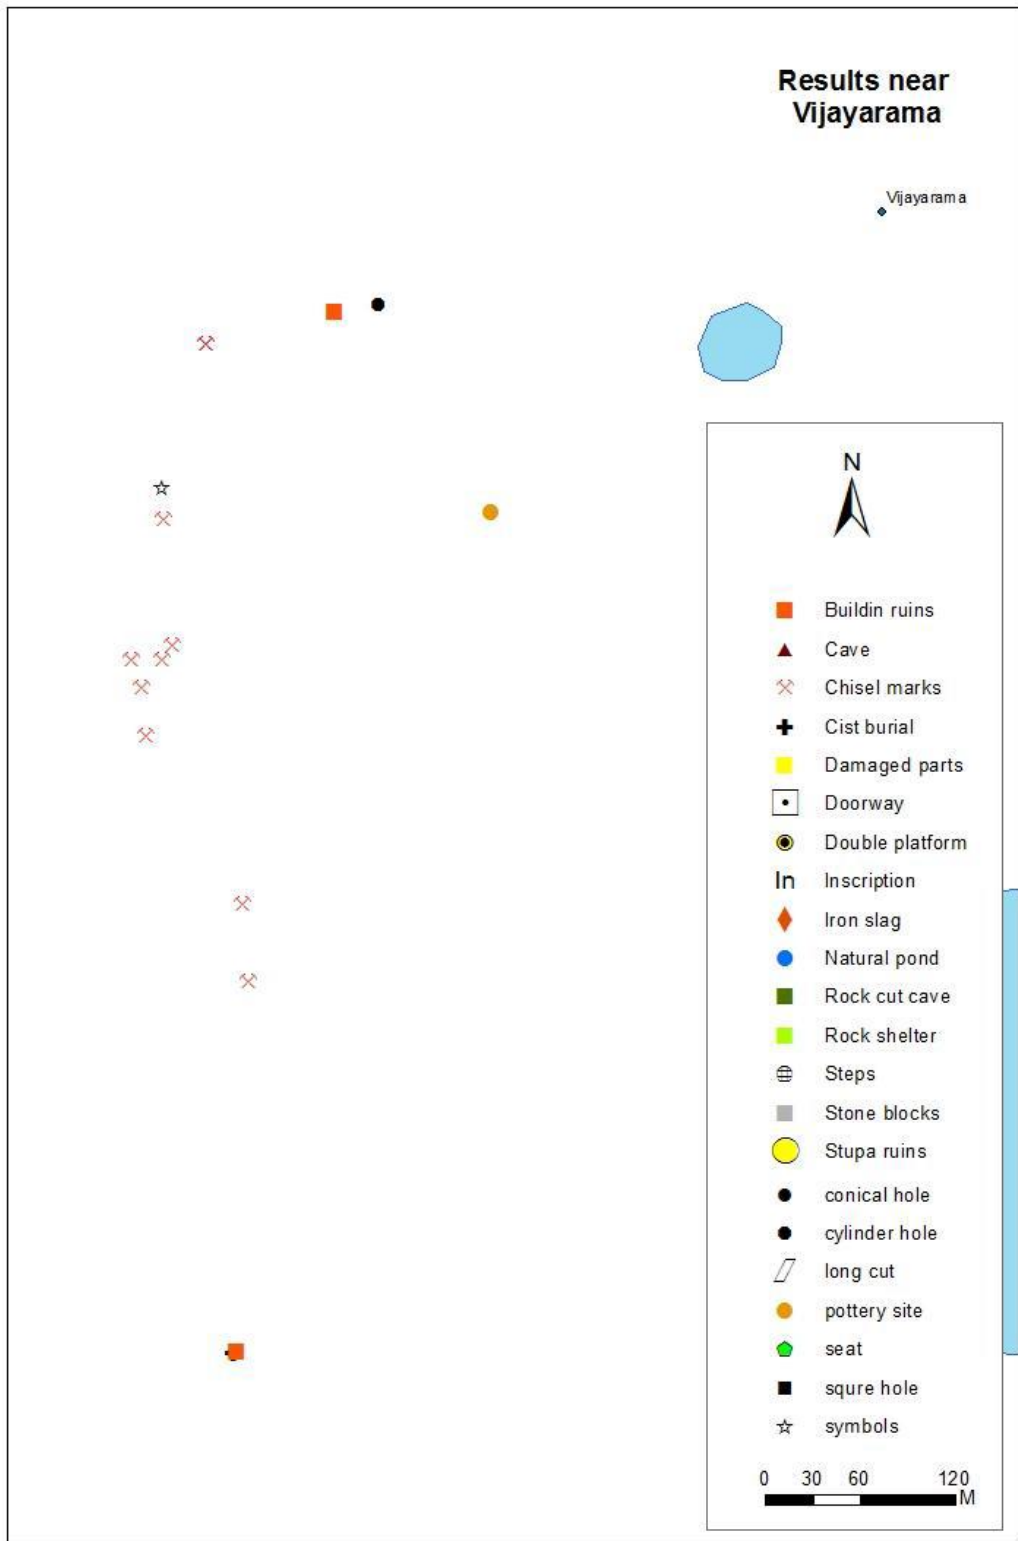 Results near
Vijayarama
Vijayarama
N
Buildin ruins
Cave
Chisel marks
Cist burial
Damaged parts
Doorway
Double platform
In Inscription
Iron slag
Natural pond
Rock cut cave
Rock shelter
Steps
Stone blocks
Stupa ruins
conical hole
cylinder hole
long cut
pottery site
seat
squre hole
symbols
0 30 60 120
M